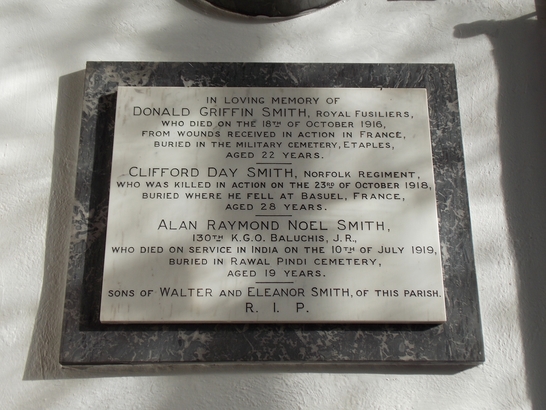 IN LOVING MEMORY OF
DONALD GRIFFIN SMITH, ROYAL FUSILIERS,
WHO DIED ON THE 18TH OF OCTOBER 1916,
FROM WOUNDS RECEIVED IN ACTION IN FRANCE,
BURIED IN THE MILITARY CEMETERY, ETAPLES,
AGED 22 YEARS.
CLIFFORD DAY SMITH, NORFOLK REGIMENT,
WHO WAS KILLED IN ACTION ON THE 23RD OF OCTOBER 1918,
BURIED WHERE HE FELL AT BASUEL, FRANCE,
AGED 28 YEARS.
ALAN RAYMOND NOEL SMITH,
130TH K.G.O. BALUCHIS, J.R.,
WHO DIED ON SERVICE IN INDIA ON THE 10TH OF JULY 1919,
BURIED IN RAWAL PINDI CEMETERY,
AGED 19 YEARS.
SONS OF WALTER AND ELEANOR SMITH, OF THIS PARISH.
R. I. P.